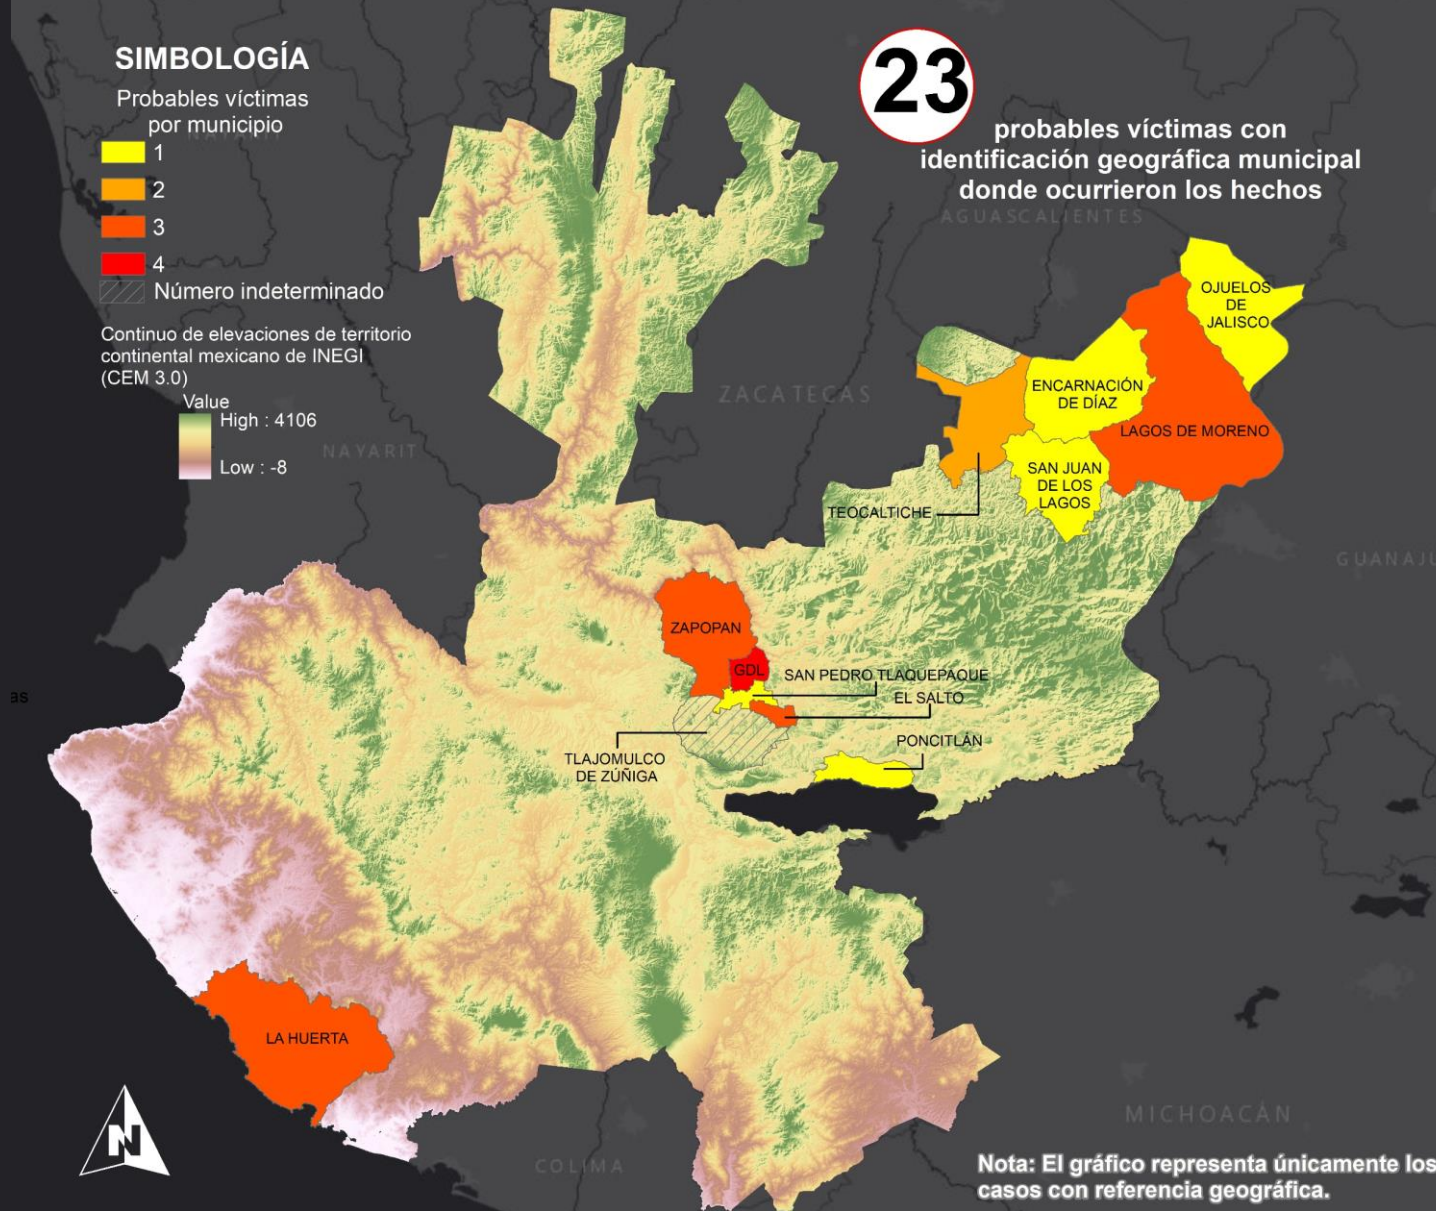 SIMBOLOGÍA
Probables víctimas
por municipio
1
2
3
4
Número indeterminado
Continuo de elevaciones de territorio
continental mexicano de INEGI
(CEM 3.0)
Value
High : 4106
Low : -8
23
probables víctimas con
identificación geográfica municipal
donde ocurrieron los hechos
AGUASCALIENTES
OJUELOS
DE
JALISCO
ENCARNACIÓN
DE DÍAZ
LAGOS DE MORENO
SAN JUAN
DE LOS
LAGOS
TEOCALTICHE
ZACATECAS
NAYARIT
NAYARIT
GUANAJU
ZAPOPAN
GDL
SAN PEDRO TLAQUEPAQUE
EL SALTO
PONCITLÁN
TLAJOMULCO
DE ZÚÑIGA
as
LA HUERTA
N
COLIMA
MICHOACÁN
Nota: El gráfico representa únicamente los
casos con referencia geográfica.